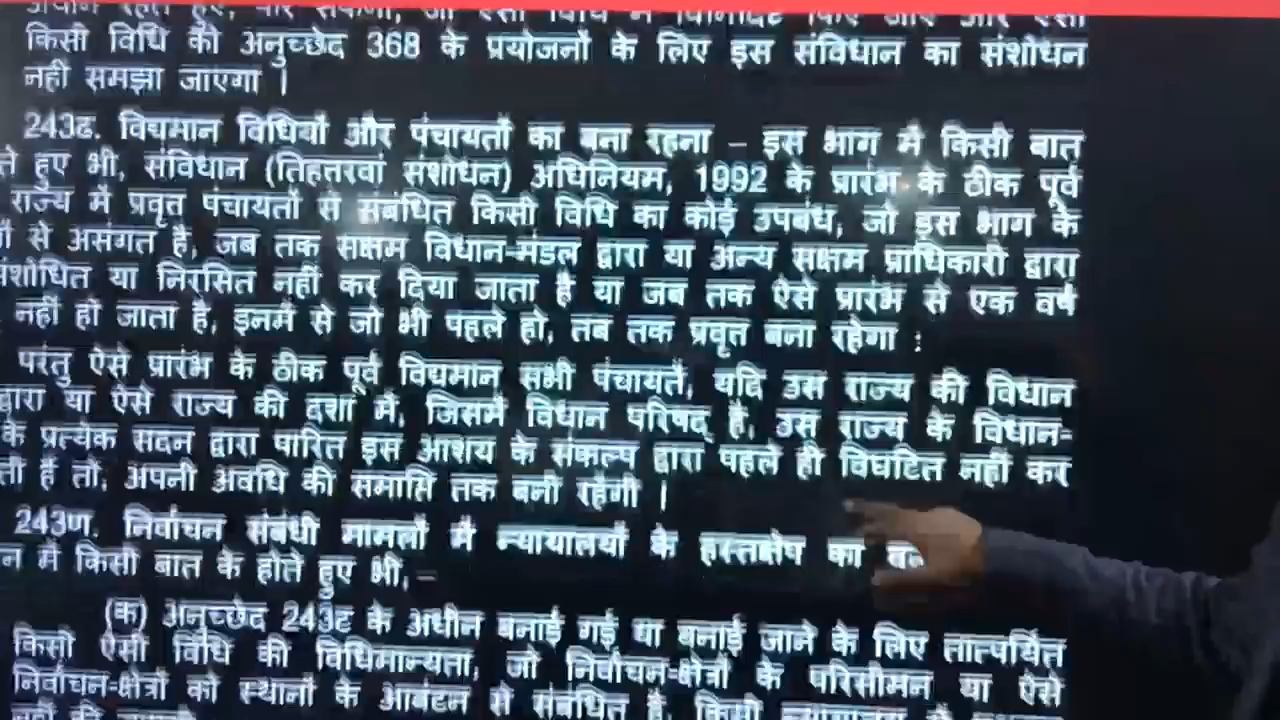 किसी विधि को अनुच्छेद 368 के प्रयोजनों के लिए इस संविधान का संशोधन
नहीं समझा जाएगा ।
243ढ. विद्यमान विधियों और पंचायतों का बना रहना – इस भाग में किसी बात
हुए भी, संविधान (तिहत्तरवां संशोधन) अधिनियम, 1992 के प्रारंभ के ठीक पूर्व
राज्य में प्रवृत्त पंचायतों से संबंधित किसी विधि का कोई उपबंध, जो इस भाग के
से असंगत है, जब तक सक्षम विधान-मंडल द्वारा या अन्य सक्षम प्राधिकारी द्वारा
संशोधित या निरसित नहीं कर दिया जाता है या जब तक ऐसे प्रारंभ से एक वर्ष
नहीं हो जाता है, इनमें से जो भी पहले हो, तब तक प्रवृत्त बना रहेगा :
परंतु ऐसे प्रारंभ के ठीक पूर्व विद्यमान सभी पंचायतें, यदि उस राज्य की विधान
द्वारा या ऐसे राज्य की दशा में, जिसमें विधान परिषद् है, उस राज्य के विधान-
के प्रत्येक सदन द्वारा पारित इस आशय के संकल्प द्वारा पहले ही विघटित नहीं कर
हैं तो, अपनी अवधि की समाप्ति तक बनी रहेंगी ।
243ण. निर्वाचन संबंधी मामलों में न्यायालयों के हस्तक्षेप का
में किसी बात के होते हुए भी, –
(क) अनुच्छेद 243ट के अधीन बनाई गई या बनाई जाने के लिए तात्पर्यित
किसी ऐसी विधि की विधिमान्यता, जो निर्वाचन-क्षेत्रों के परिसीमन या ऐसे
निर्वाचन-क्षेत्रों को स्थानों के आबंटन से संबंधित है, किसी